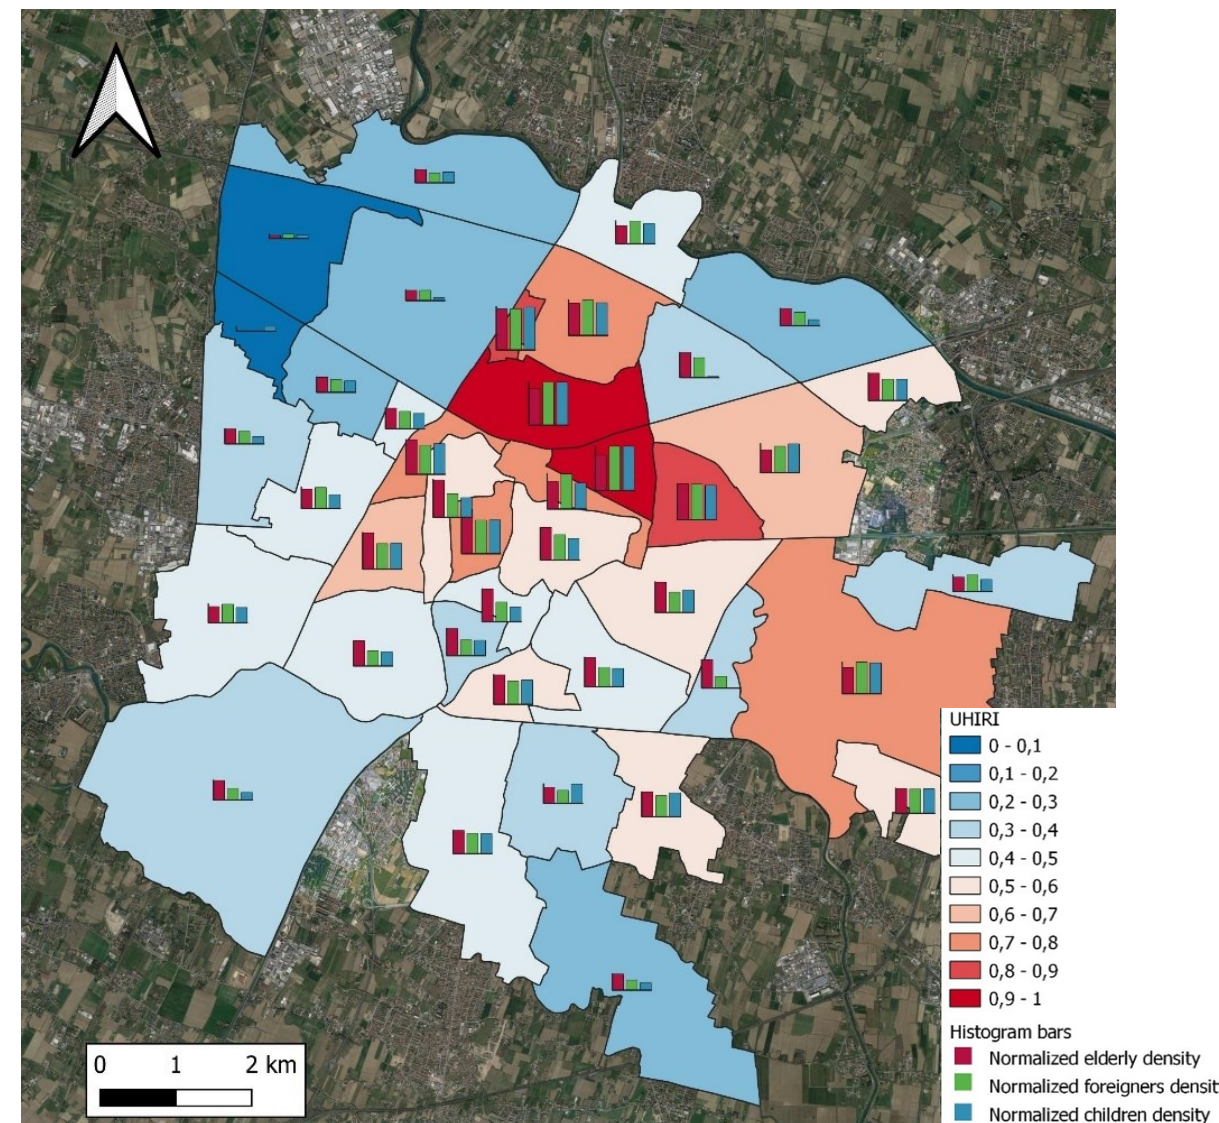 UHIRI
0 - 0,1
0,1 - 0,2
0,2 - 0,3
0,3 - 0,4
0,4 - 0,5
0,5 - 0,6
0,6 - 0,7
0,7 - 0,8
0,8 - 0,9
0,9 - 1
Histogram bars
Normalized elderly density
Normalized foreigners densit
Normalized children density
0 1 2 km